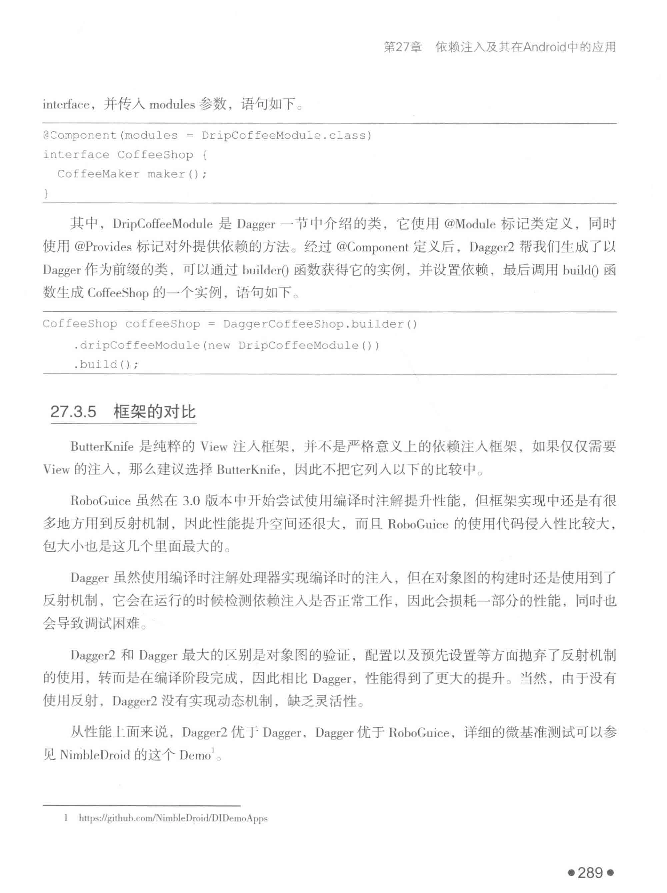 第27章 依赖注入及其在Android中的应用
interface，并传入 modules 参数，语句如下。
@Component(modules = DripCoffeeModule.class)
interface CoffeeShop {
CoffeeMaker maker();
}
其中，DripCoffeeModule 是 Dagger 一节中介绍的类，它使用 @Module 标记类定义，同时
使用 @Provides 标记对外提供依赖的方法。经过 @Component 定义后，Dagger2 帮我们生成了以
Dagger 作为前缀的类，可以通过 builder() 函数获得它的实例，并设置依赖，最后调用 build() 函
数生成 CoffeeShop 的一个实例，语句如下。
CoffeeShop coffeeShop = DaggerCoffeeShop.builder()
.dripCoffeeModule(new DripCoffeeModule())
.build();
27.3.5 框架的对比
ButterKnife 是纯粹的 View 注入框架，并不是严格意义上的依赖注入框架，如果仅仅需要
View 的注入，那么建议选择 ButterKnife，因此不把它列入以下的比较中。
RoboGuice 虽然在 3.0 版本中开始尝试使用编译时注解提升性能，但框架实现中还是有很
多地方用到反射机制，因此性能提升空间还很大，而且 RoboGuice 的使用代码侵入性比较大，
包大小也是这几个里面最大的。
Dagger 虽然使用编译时注解处理器实现编译时的注入，但在对象图的构建时还是使用到了
反射机制，它会在运行的时候检测依赖注入是否正常工作，因此会损耗一部分的性能，同时也
会导致调试困难。
Dagger2 和 Dagger 最大的区别是对象图的验证，配置以及预先设置等方面抛弃了反射机制
的使用，转而是在编译阶段完成，因此相比 Dagger，性能得到了更大的提升。当然，由于没有
使用反射，Dagger2 没有实现动态机制，缺乏灵活性。
从性能上面来说，Dagger2 优于 Dagger，Dagger 优于 RoboGuice，详细的微基准测试可以参
见 NimbleDroid 的这个 Demo¹。
1 https://github.com/NimbleDroid/DIDemoApps
●289●